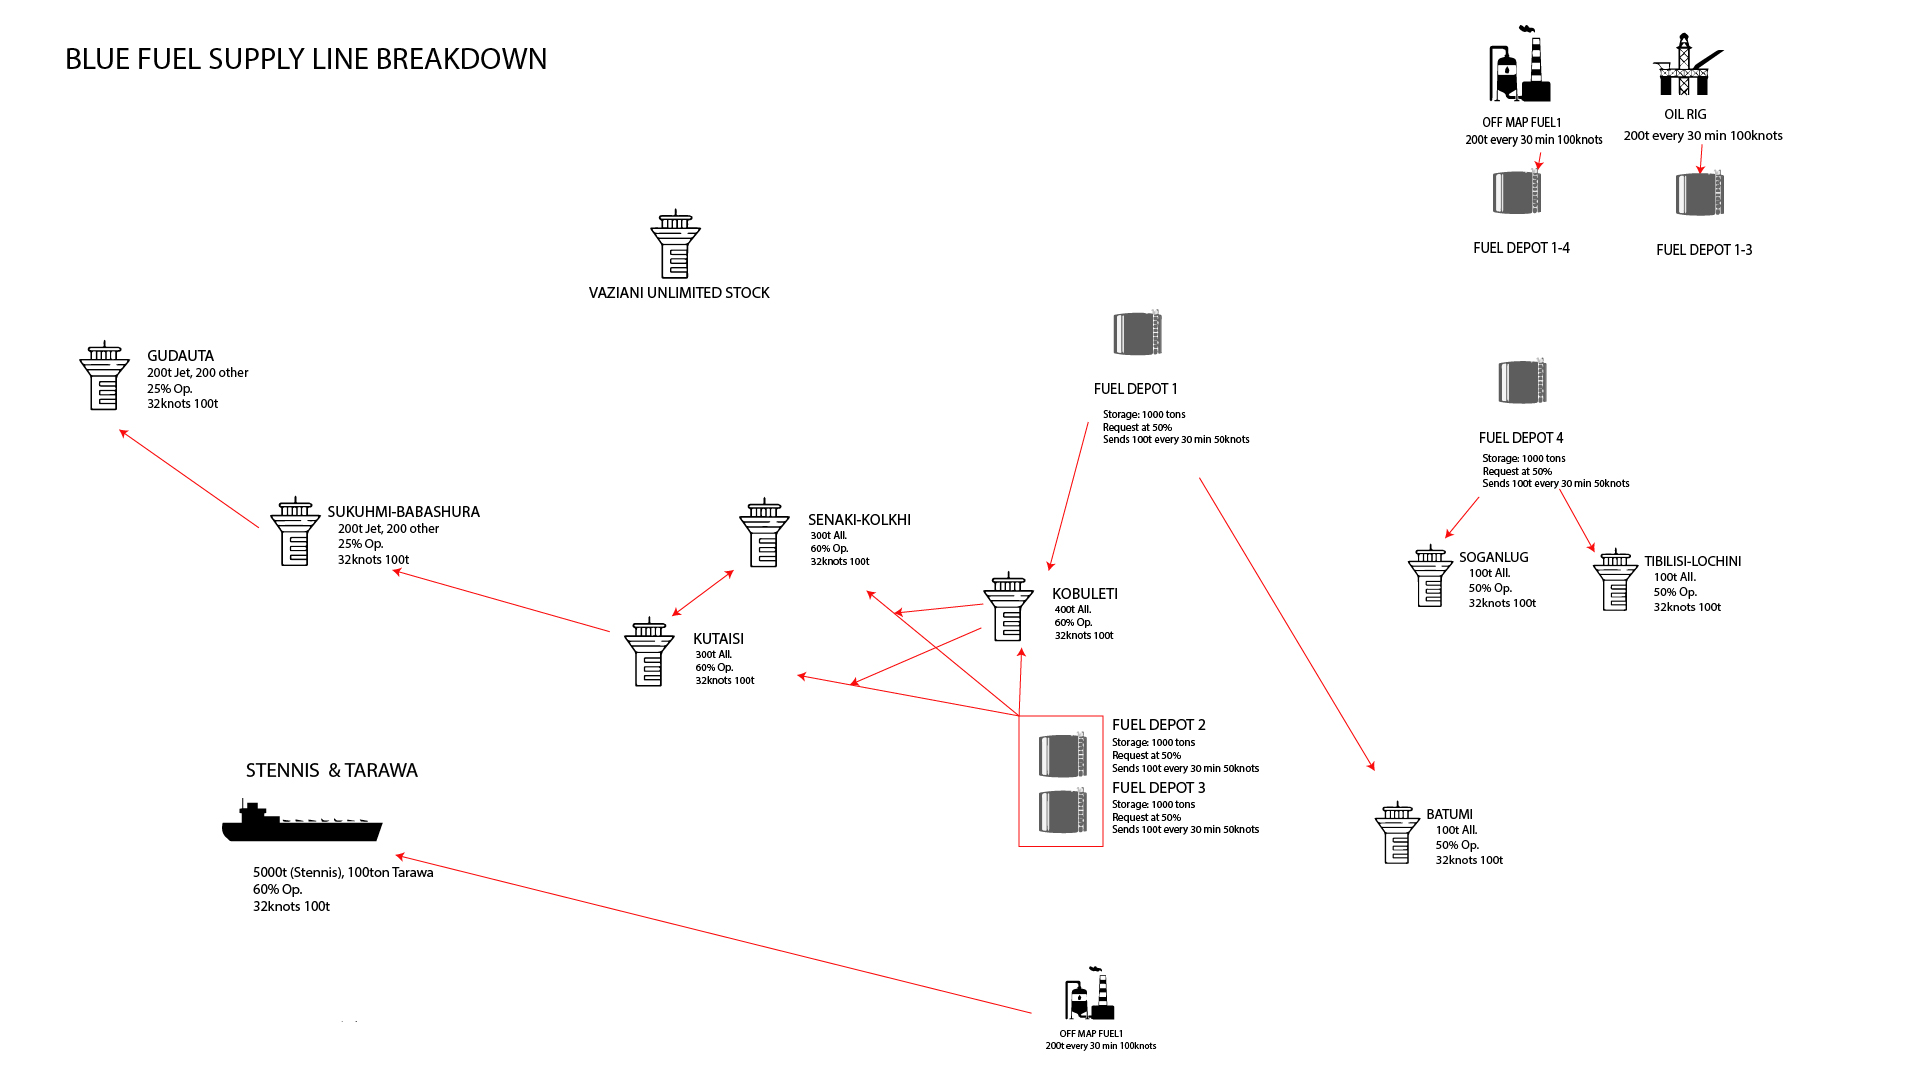 BLUE FUEL SUPPLY LINE BREAKDOWN
OFF MAP FUEL1
200t every 30 min 100knots
OIL RIG
200t every 30 min 100knots
FUEL DEPOT 1-4
FUEL DEPOT 1-3
VAZIANI UNLIMITED STOCK
GUDAUTA
200t Jet, 200 other
25% Op.
32knots 100t
FUEL DEPOT 1
Storage: 1000 tons
Request at 50%
Sends 100t every 30 min 50knots
FUEL DEPOT 4
Storage: 1000 tons
Request at 50%
Sends 100t every 30 min 50knots
SUKUHMI-BABASHURA
200t Jet, 200 other
25% Op.
32knots 100t
SENAKI-KOLKHI
300t All.
60% Op.
32knots 100t
SOGANLUG
100t All.
50% Op.
32knots 100t
TIBILISI-LOCHINI
100t All.
50% Op.
32knots 100t
KOBULETI
400t All.
60% Op.
32knots 100t
KUTAISI
300t All.
60% Op.
32knots 100t
FUEL DEPOT 2
Storage: 1000 tons
Request at 50%
Sends 100t every 30 min 50knots
FUEL DEPOT 3
Storage: 1000 tons
Request at 50%
Sends 100t every 30 min 50knots
STENNIS & TARAWA
5000t (Stennis), 100ton Tarawa
60% Op.
32knots 100t
BATUMI
100t All.
50% Op.
32knots 100t
OFF MAP FUEL1
200t every 30 min 100knots